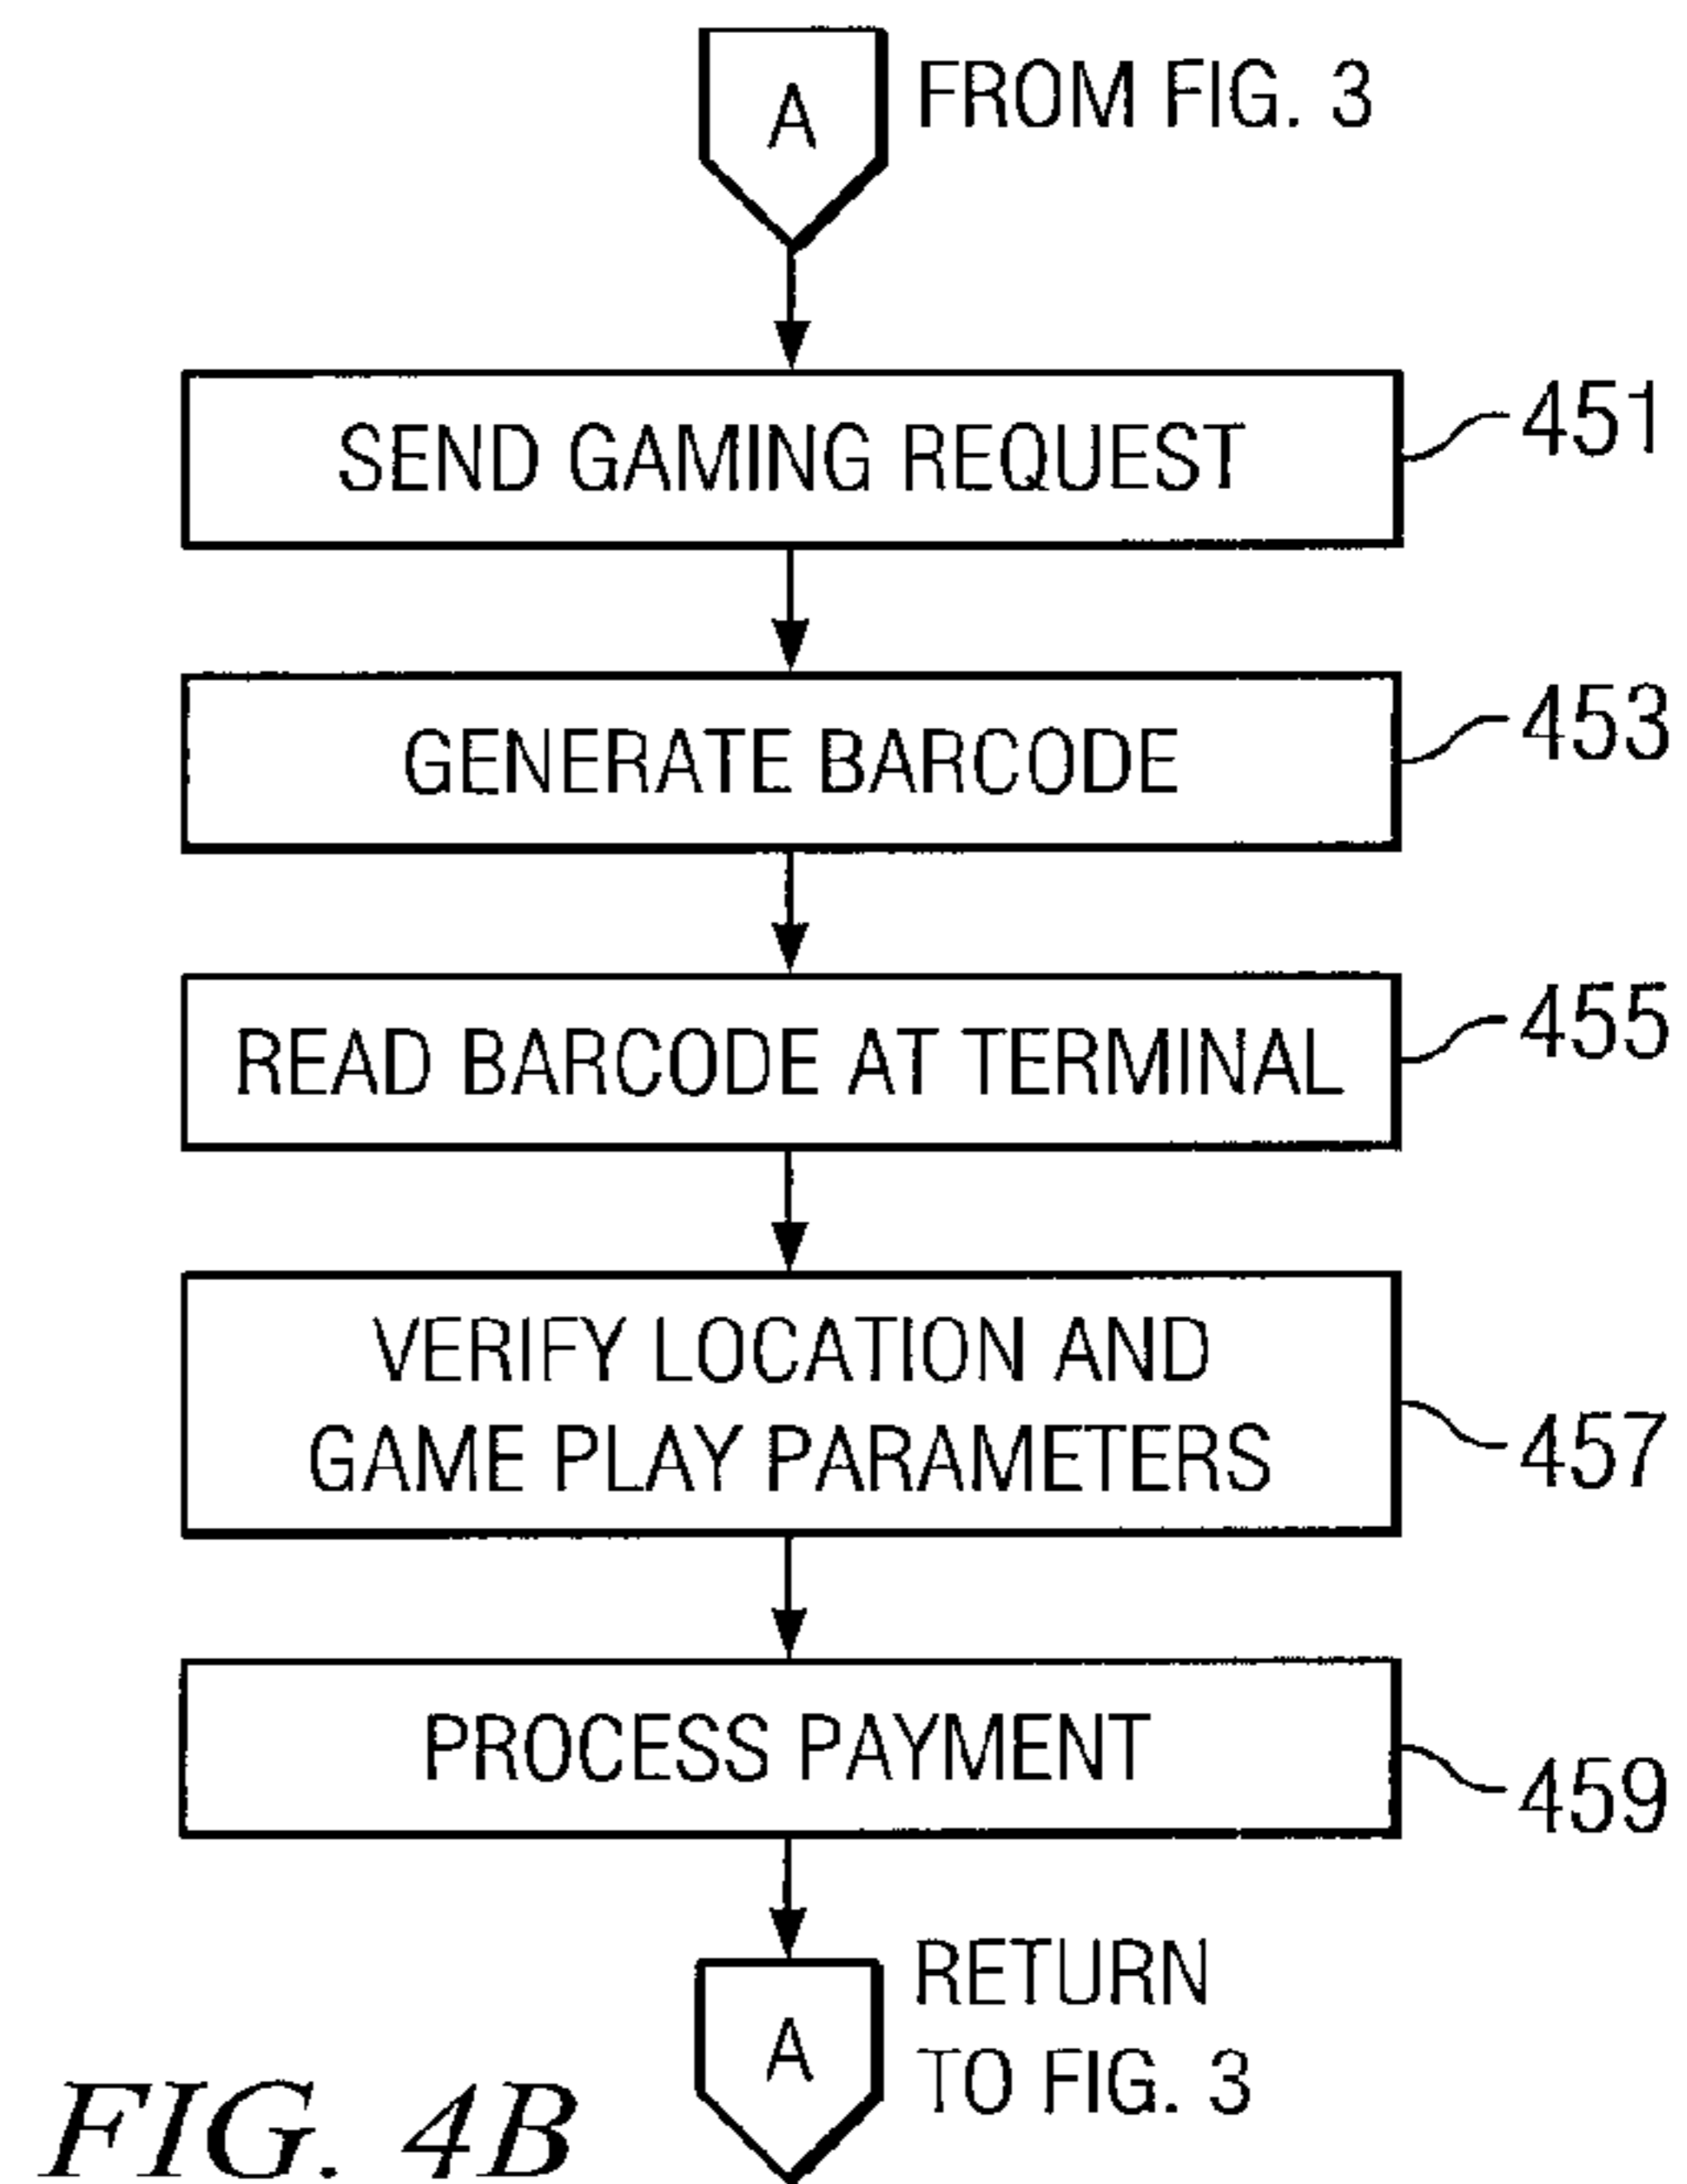 A
FROM FIG. 3
SEND GAMING REQUEST
451
GENERATE BARCODE
453
READ BARCODE AT TERMINAL
455
VERIFY LOCATION AND
GAME PLAY PARAMETERS
457
PROCESS PAYMENT
459
A
RETURN
TO FIG. 3
FIG. 4B